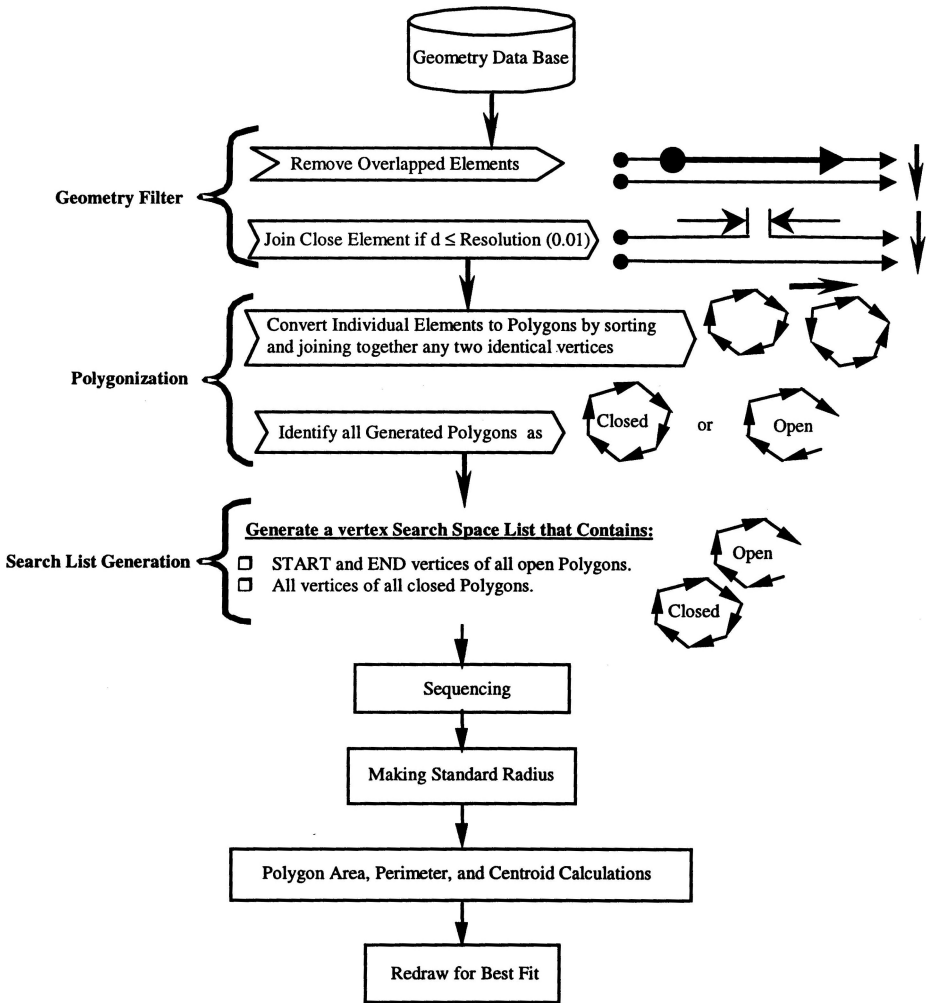 Geometry Data Base
Geometry Filter
Remove Overlapped Elements
Join Close Element if d ≤ Resolution (0.01)
Polygonization
Convert Individual Elements to Polygons by sorting
and joining together any two identical vertices
Identify all Generated Polygons as
Closed
or
Open
Search List Generation
Generate a vertex Search Space List that Contains:
❒ START and END vertices of all open Polygons.
❒ All vertices of all closed Polygons.
Open
Closed
Sequencing
Making Standard Radius
Polygon Area, Perimeter, and Centroid Calculations
Redraw for Best Fit